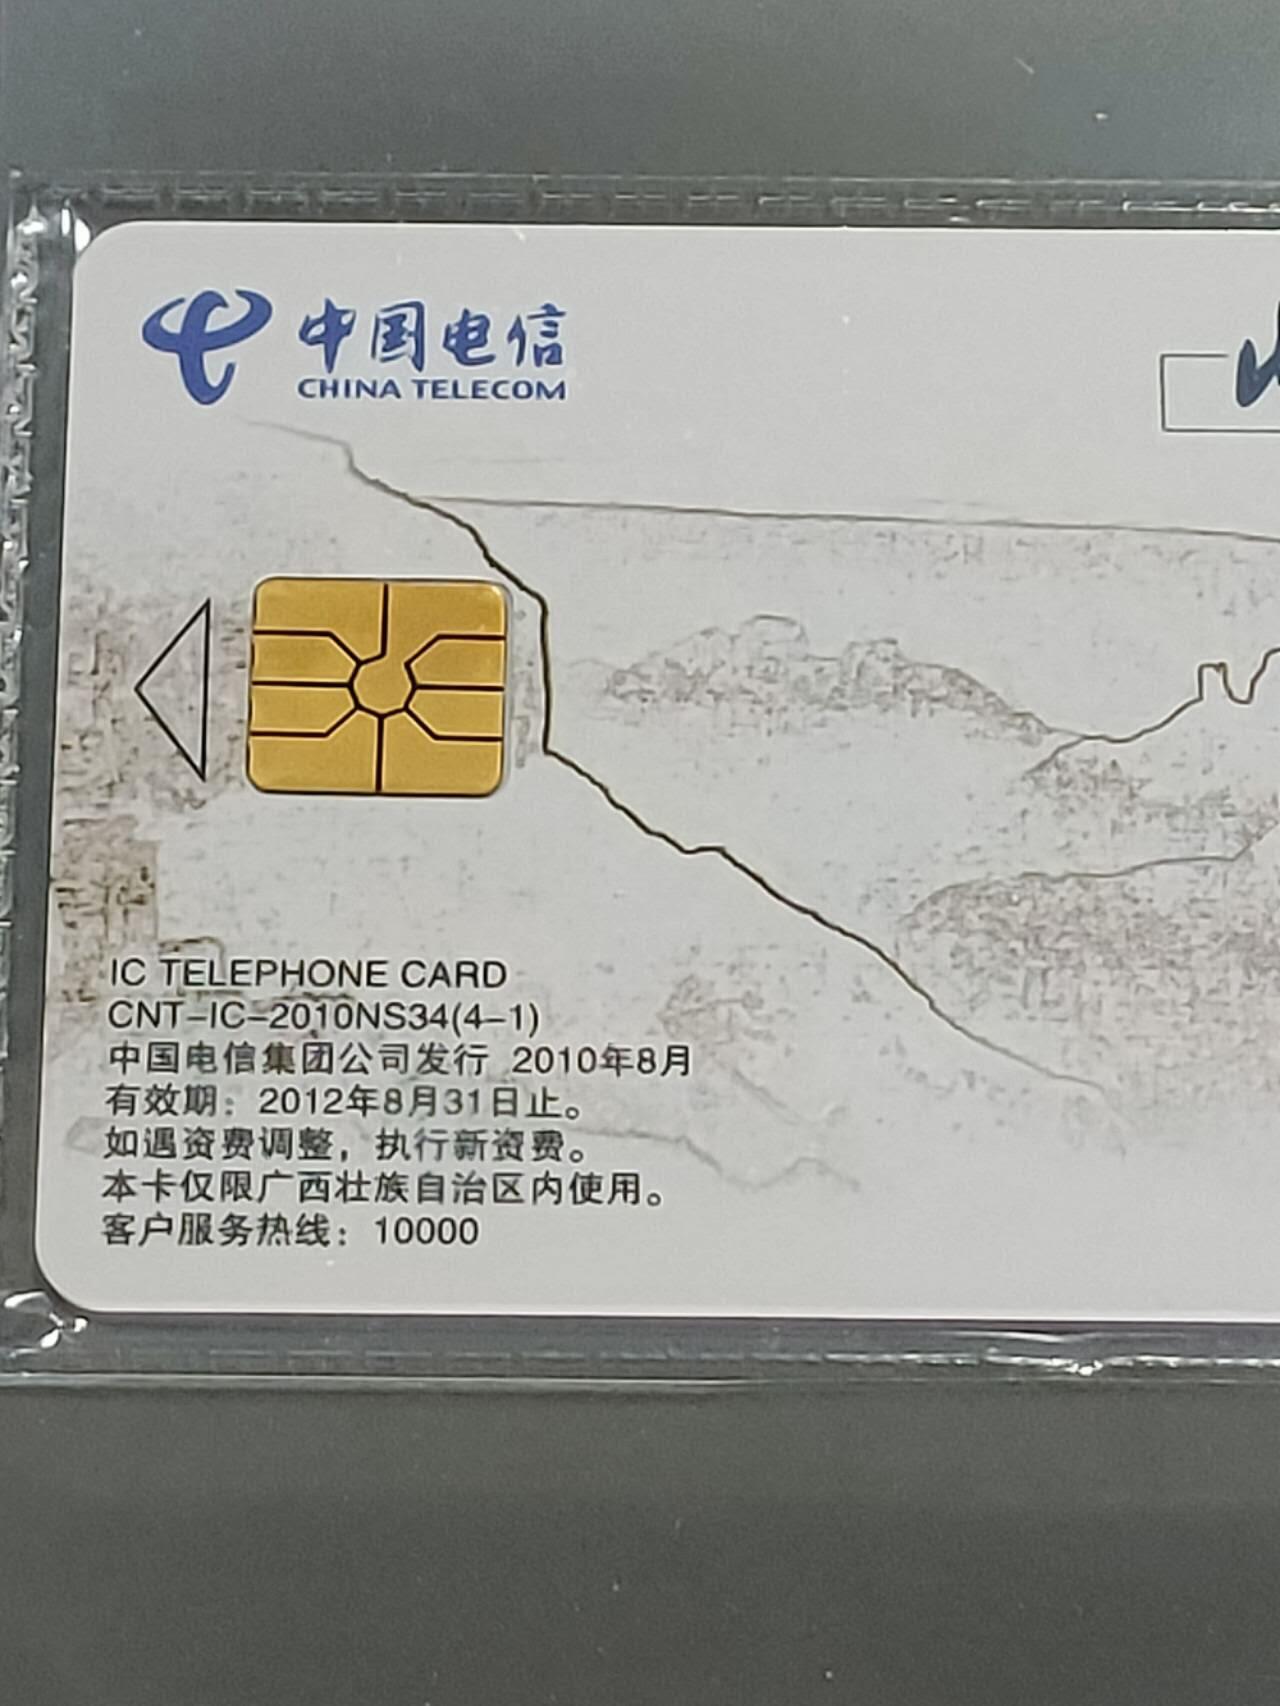 中国电信
CHINA TELECOM
IC TELEPHONE CARD
CNT-IC-2010NS34(4-1)
中国电信集团公司发行 2010年8月
有效期：2012年8月31日止。
如遇资费调整，执行新资费。
本卡仅限广西壮族自治区内使用。
客户服务热线：10000